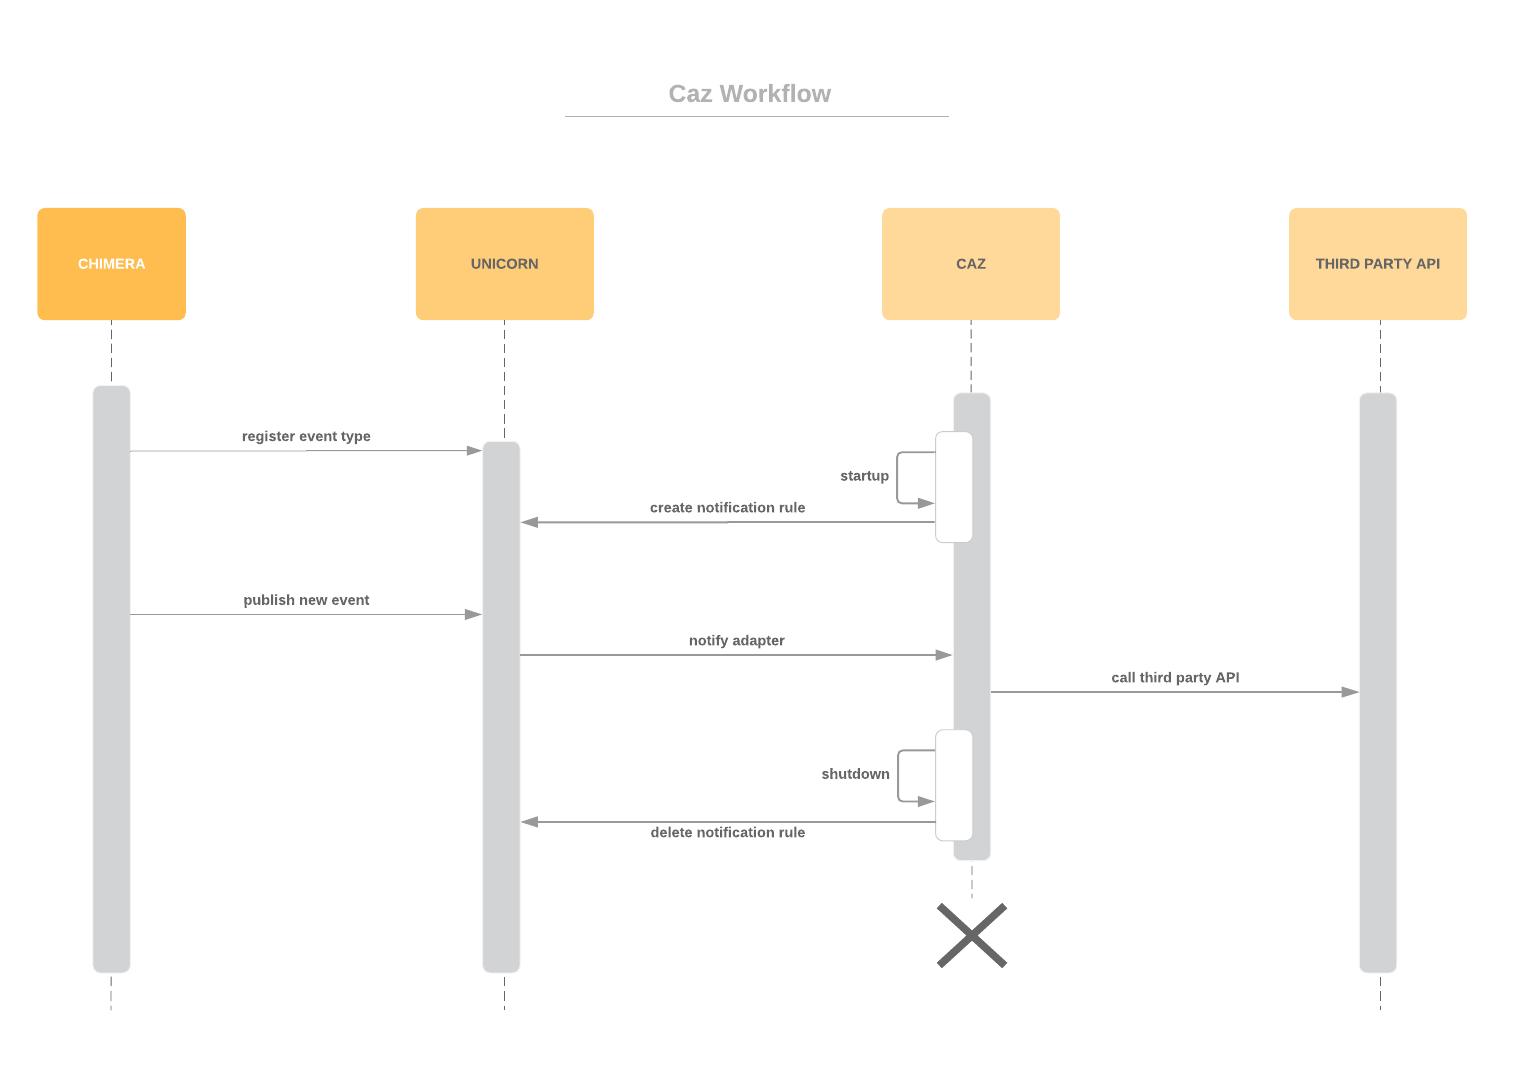 Caz Workflow
CHIMERA
UNICORN
CAZ
THIRD PARTY API
register event type
startup
create notification rule
publish new event
notify adapter
call third party API
shutdown
delete notification rule